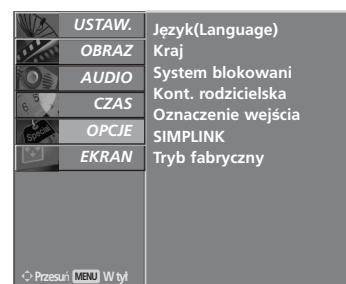 USTAW.
OBRAZ
AUDIO
CZAS
OPCJE
EKRAN
Język(Language)
Kraj
System blokowani
Kont. rodzicielska
Oznaczenie wejścia
SIMPLINK
Tryb fabryczny
Przesuń MENU W tył